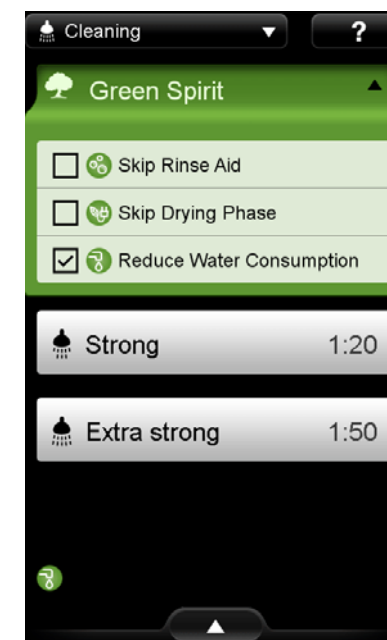 Cleaning
?
Green Spirit
Skip Rinse Aid
Skip Drying Phase
Reduce Water Consumption
Strong 1:20
Extra strong 1:50